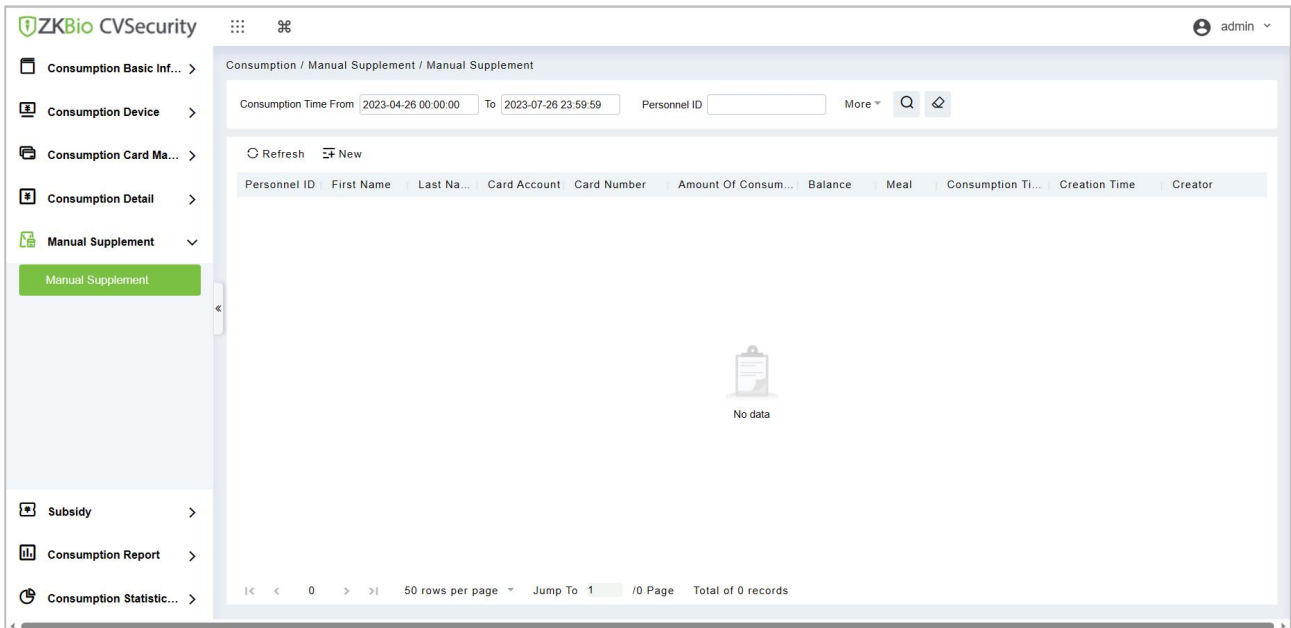 ZKBio CVSecurity
admin
Consumption Basic Inf...
Consumption Device
Consumption Card Ma...
Consumption Detail
Manual Supplement
Manual Supplement
Subsidy
Consumption Report
Consumption Statistic...
Consumption / Manual Supplement / Manual Supplement
Consumption Time From 2023-04-26 00:00:00 To 2023-07-26 23:59:59 Personnel ID More
Refresh New
Personnel ID First Name Last Na... Card Account Card Number Amount Of Consum... Balance Meal Consumption Ti... Creation Time Creator
No data
0 50 rows per page Jump To 1 /0 Page Total of 0 records